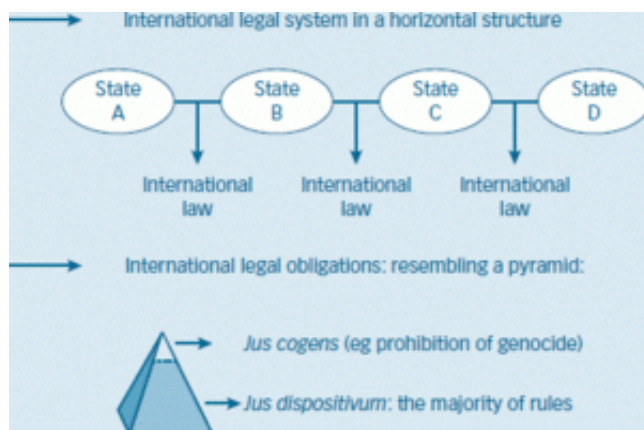 International legal system in a horizontal structure
State State State State
A B C D
International International International
law law law
International legal obligations: resembling a pyramid:
Jus cogens (eg prohibition of genocide)
Jus dispositivum: the majority of rules